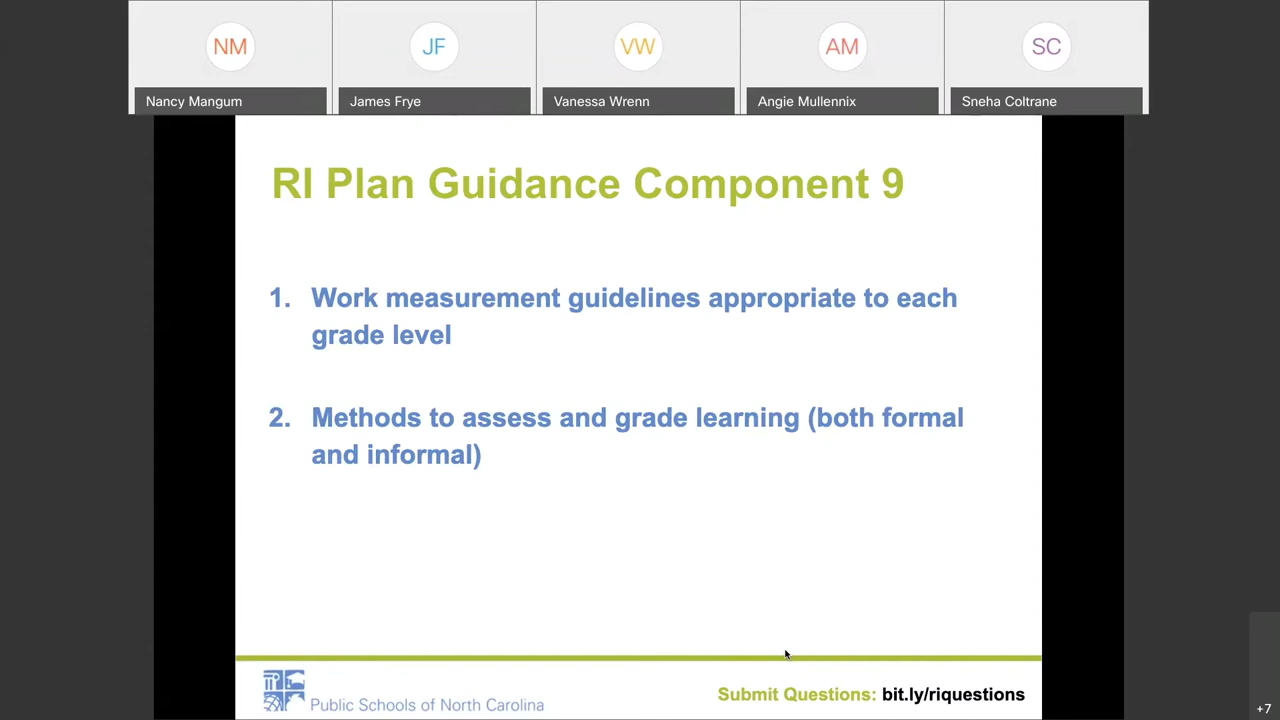 NM JF VW AM SC
Nancy Mangum James Frye Vanessa Wrenn Angie Mullennix Sneha Coltrane
RI Plan Guidance Component 9
1. Work measurement guidelines appropriate to each
grade level
2. Methods to assess and grade learning (both formal
and informal)
Public Schools of North Carolina
Submit Questions: bit.ly/riquestions
+7